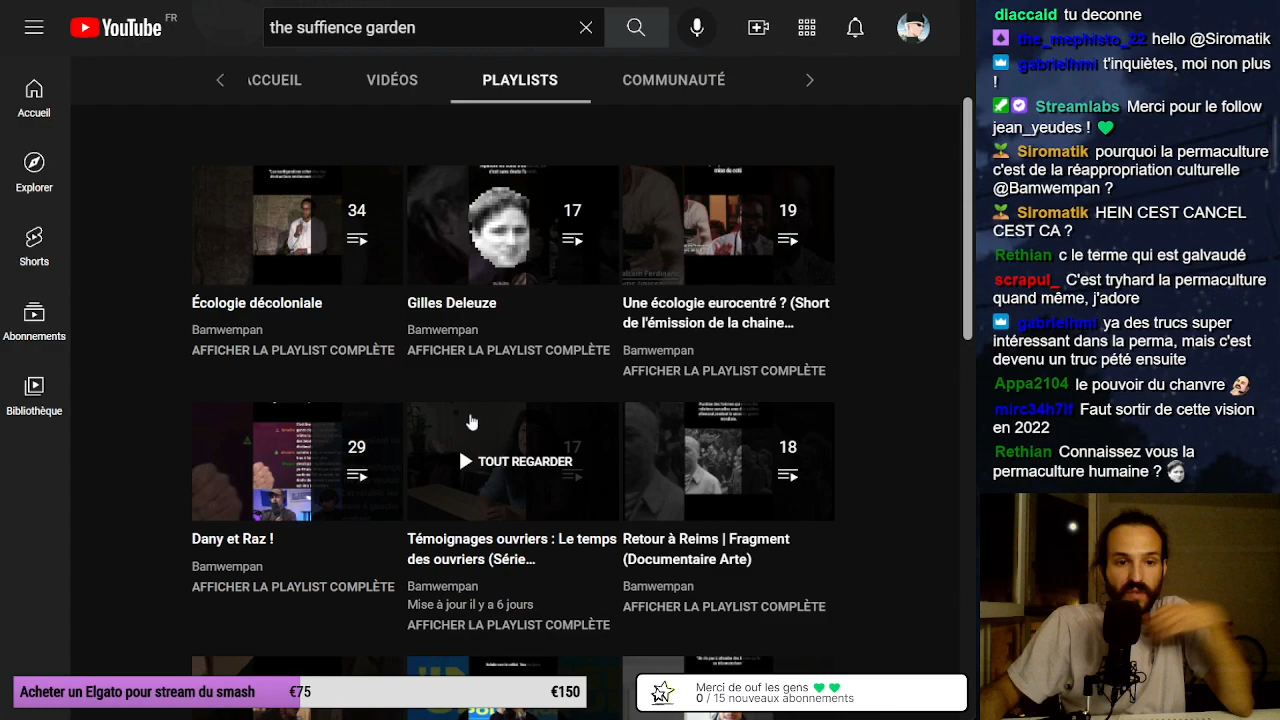 YouTube FR
the suffience garden
ACCUEIL
VIDÉOS
PLAYLISTS
COMMUNAUTÉ
Accueil
Explorer
Shorts
Abonnements
Bibliothèque
34
17
19
Écologie décoloniale
Bamwempan
AFFICHER LA PLAYLIST COMPLÈTE
Gilles Deleuze
Bamwempan
AFFICHER LA PLAYLIST COMPLÈTE
Une écologie eurocentré ? (Short
de l'émission de la chaine...
Bamwempan
AFFICHER LA PLAYLIST COMPLÈTE
29
TOUT REGARDER
17
18
Dany et Raz !
Bamwempan
AFFICHER LA PLAYLIST COMPLÈTE
Témoignages ouvriers : Le temps
des ouvriers (Série...
Bamwempan
Mise à jour il y a 6 jours
AFFICHER LA PLAYLIST COMPLÈTE
Retour à Reims | Fragment
(Documentaire Arte)
Bamwempan
AFFICHER LA PLAYLIST COMPLÈTE
Acheter un Elgato pour stream du smash €75 €150
Merci de ouf les gens 💚 💚
0 / 15 nouveaux abonnements
dlaccaid tu deconne
the_mephisto_22 hello @Siromatik
gabrielhmi t'inquiètes, moi non plus
!
Streamlabs Merci pour le follow
jean_yeudes ! 💚
Siromatik pourquoi la permaculture
c'est de la réappropriation culturelle
@Bamwempan ?
Siromatik HEIN CEST CANCEL
CEST CA ?
Rethian c le terme qui est galvaudé
scrapul_ C'est tryhard la permaculture
quand même, j'adore
gabrielhmi ya des trucs super
intéressant dans la perma, mais c'est
devenu un truc pété ensuite
Appa2104 le pouvoir du chanvre
mirc34h7lf Faut sortir de cette vision
en 2022
Rethian Connaissez vous la
permaculture humaine ?